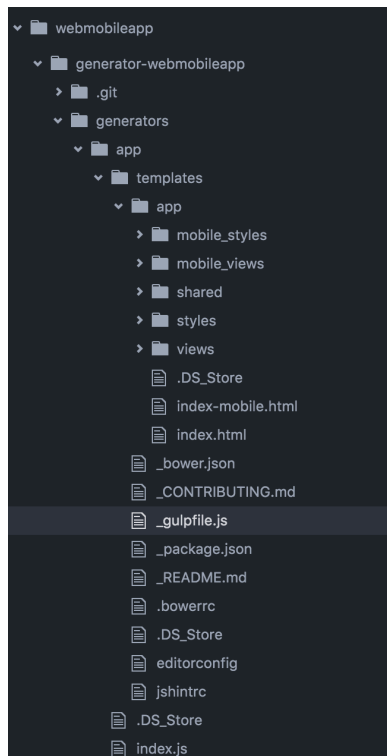 webmobileapp
generator-webmobileapp
.git
generators
app
templates
app
mobile_styles
mobile_views
shared
styles
views
.DS_Store
index-mobile.html
index.html
_bower.json
_CONTRIBUTING.md
_gulpfile.js
_package.json
_README.md
.bowerrc
.DS_Store
editorconfig
jshintrc
.DS_Store
index.js